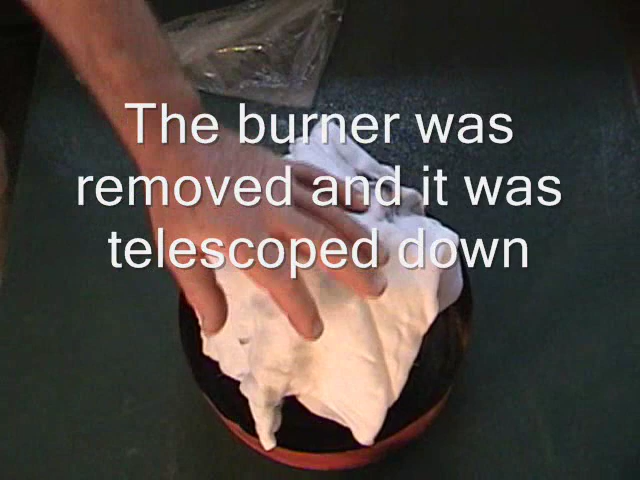 The burner was
removed and it was
telescoped down